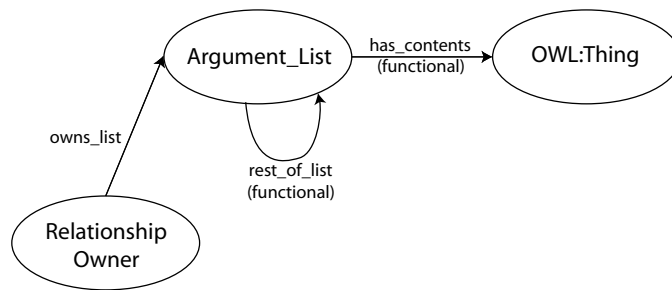 Argument_List
has_contents
(functional)
OWL:Thing
owns_list
rest_of_list
(functional)
Relationship
Owner